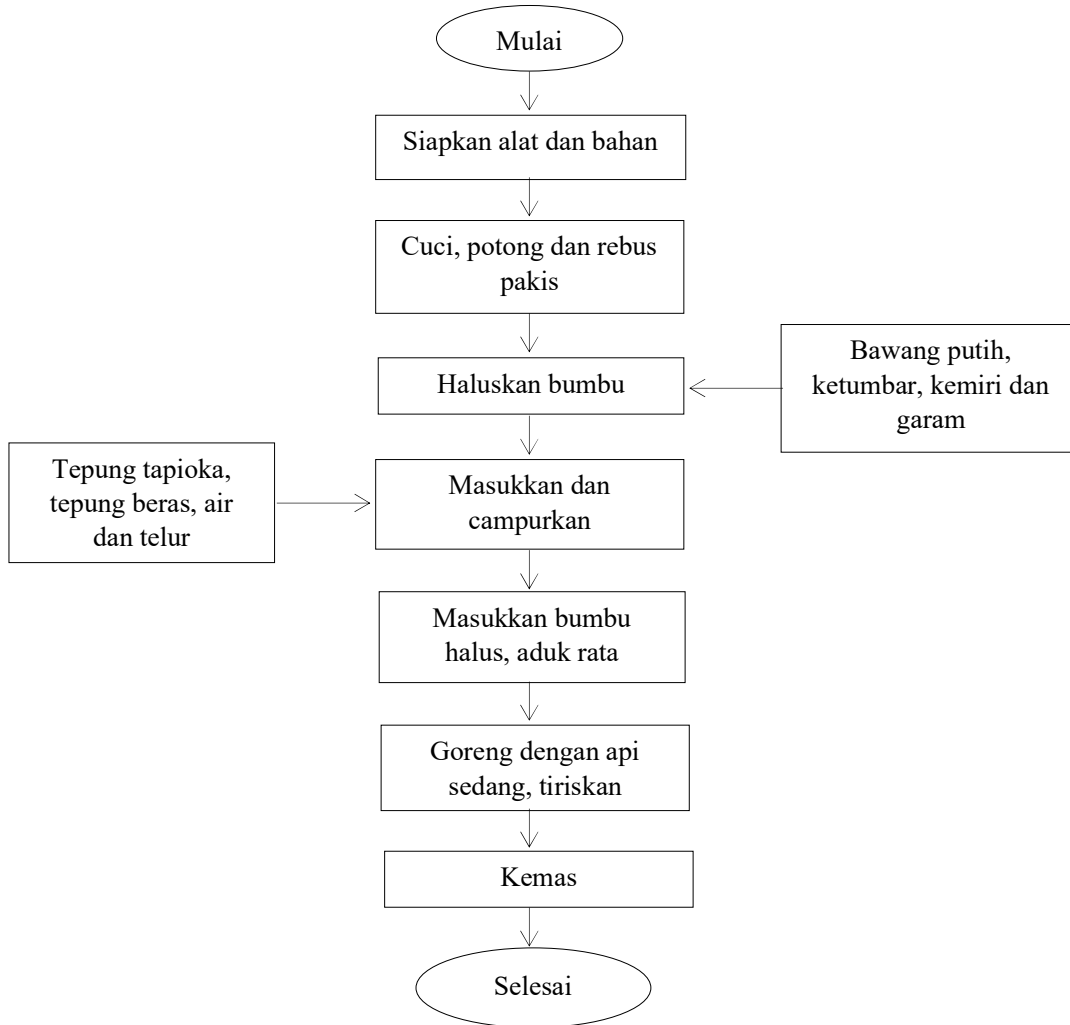 Mulai
Siapkan alat dan bahan
Cuci, potong dan rebus
pakis
Haluskan bumbu
Bawang putih,
ketumbar, kemiri dan
garam
Tepung tapioka,
tepung beras, air
dan telur
Masukkan dan
campurkan
Masukkan bumbu
halus, aduk rata
Goreng dengan api
sedang, tiriskan
Kemas
Selesai